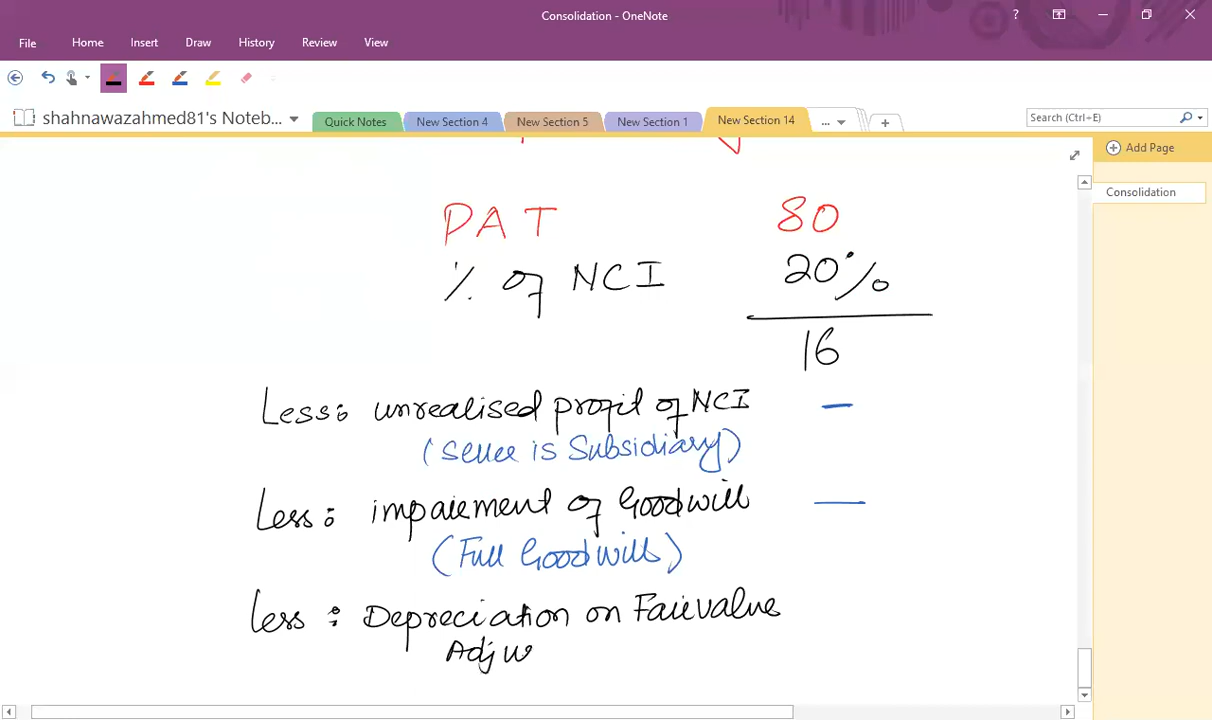 Consolidation - OneNote
?
File Home Insert Draw History Review View
shahnawazahmed81's Noteb... Quick Notes New Section 4 New Section 5 New Section 1 New Section 14 ... + Search (Ctrl+E)
Add Page
Consolidation
PAT 80
% of NCI 20%
16
Less: unrealised profit of NCI —
(Seller is Subsidiary)
Less: impairement of Goodwill —
(Full Goodwill)
less: Depreciation on Fairvalue
Adj